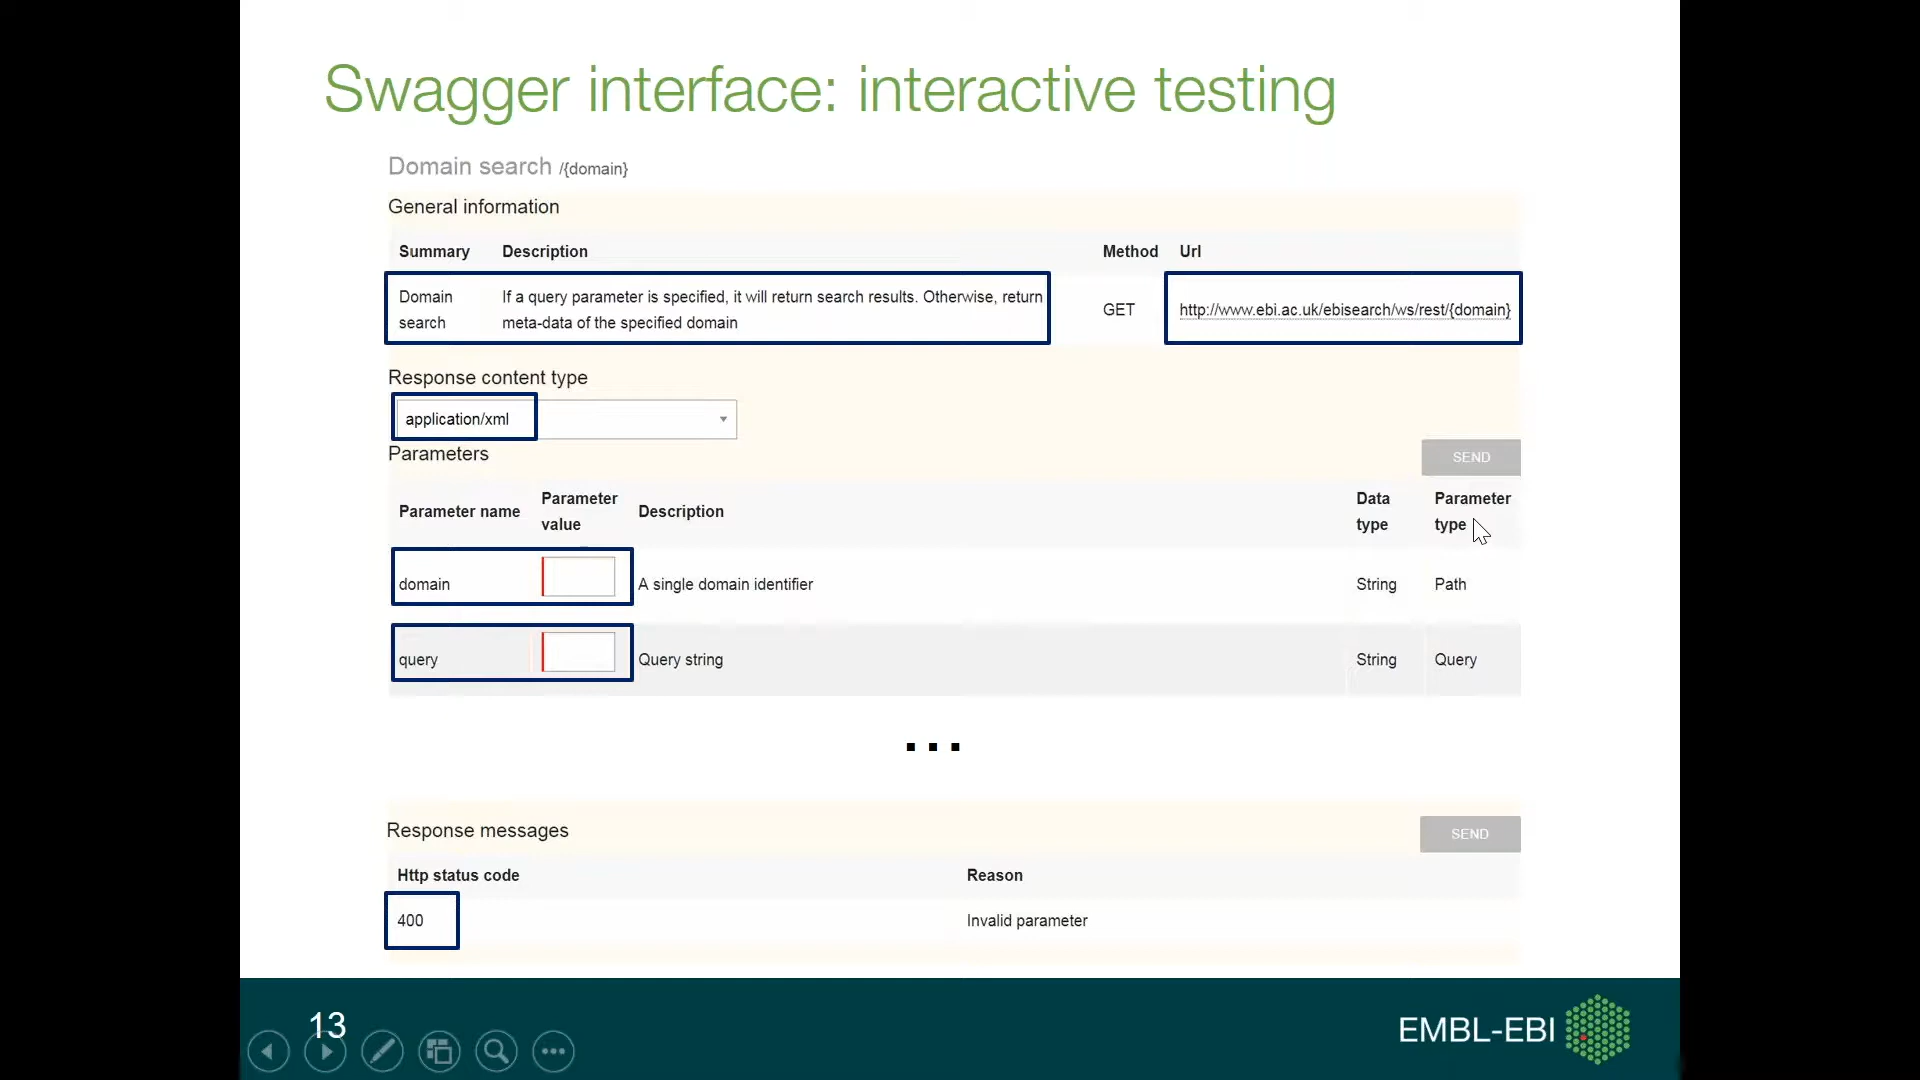 Swagger interface: interactive testing
Domain search /{domain}
General information
Summary Description Method Url
Domain search If a query parameter is specified, it will return search results. Otherwise, return meta-data of the specified domain GET http://www.ebi.ac.uk/ebisearch/ws/rest/{domain}
Response content type
application/xml
Parameters SEND
Parameter name Parameter value Description Data type Parameter type
domain A single domain identifier String Path
query Query string String Query
...
Response messages SEND
Http status code Reason
400 Invalid parameter
13
EMBL-EBI